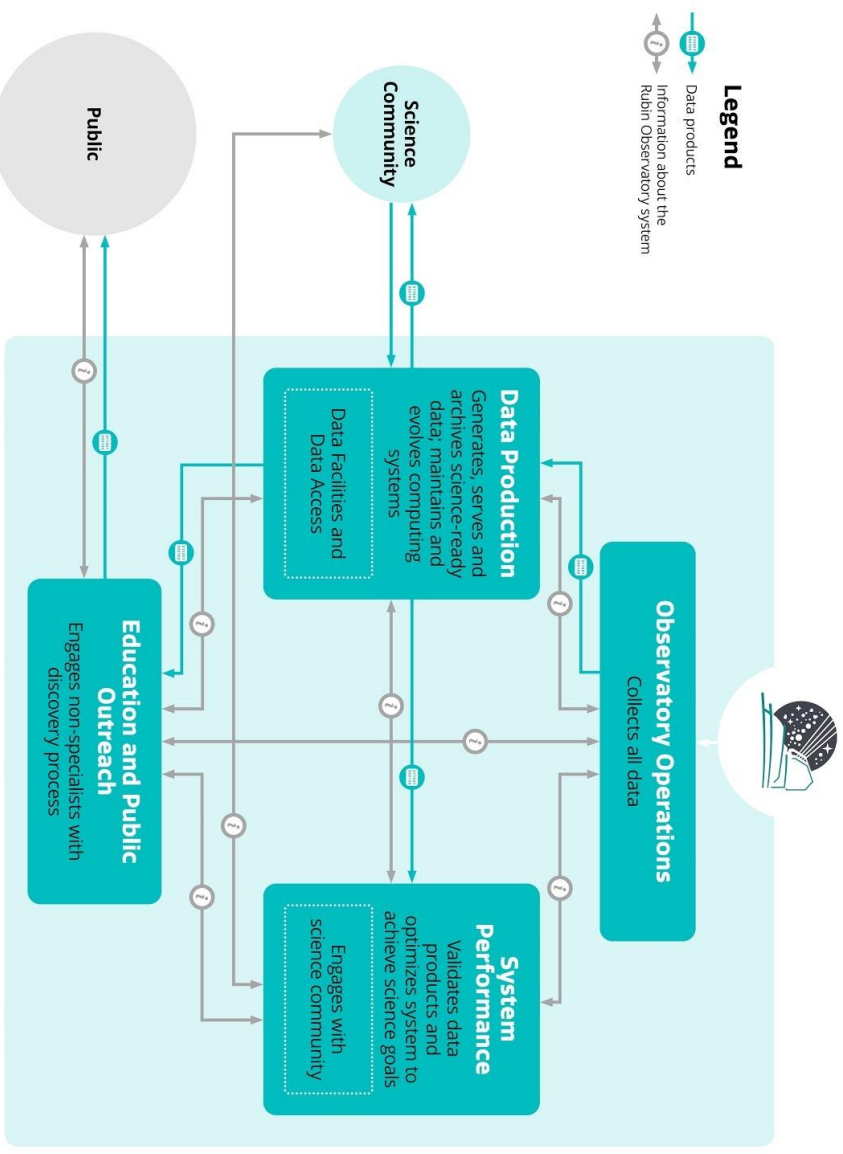 Legend
Data products
Information about the
Rubin Observatory system
Observatory Operations
Collects all data
Data Production
Generates, serves and
archives science-ready
data; maintains and
evolves computing
systems
Data Facilities and
Data Access
System
Performance
Validates data
products and
optimizes system to
achieve science goals
Engages with
science community
Science
Community
Education and Public
Outreach
Engages non-specialists with
discovery process
Public